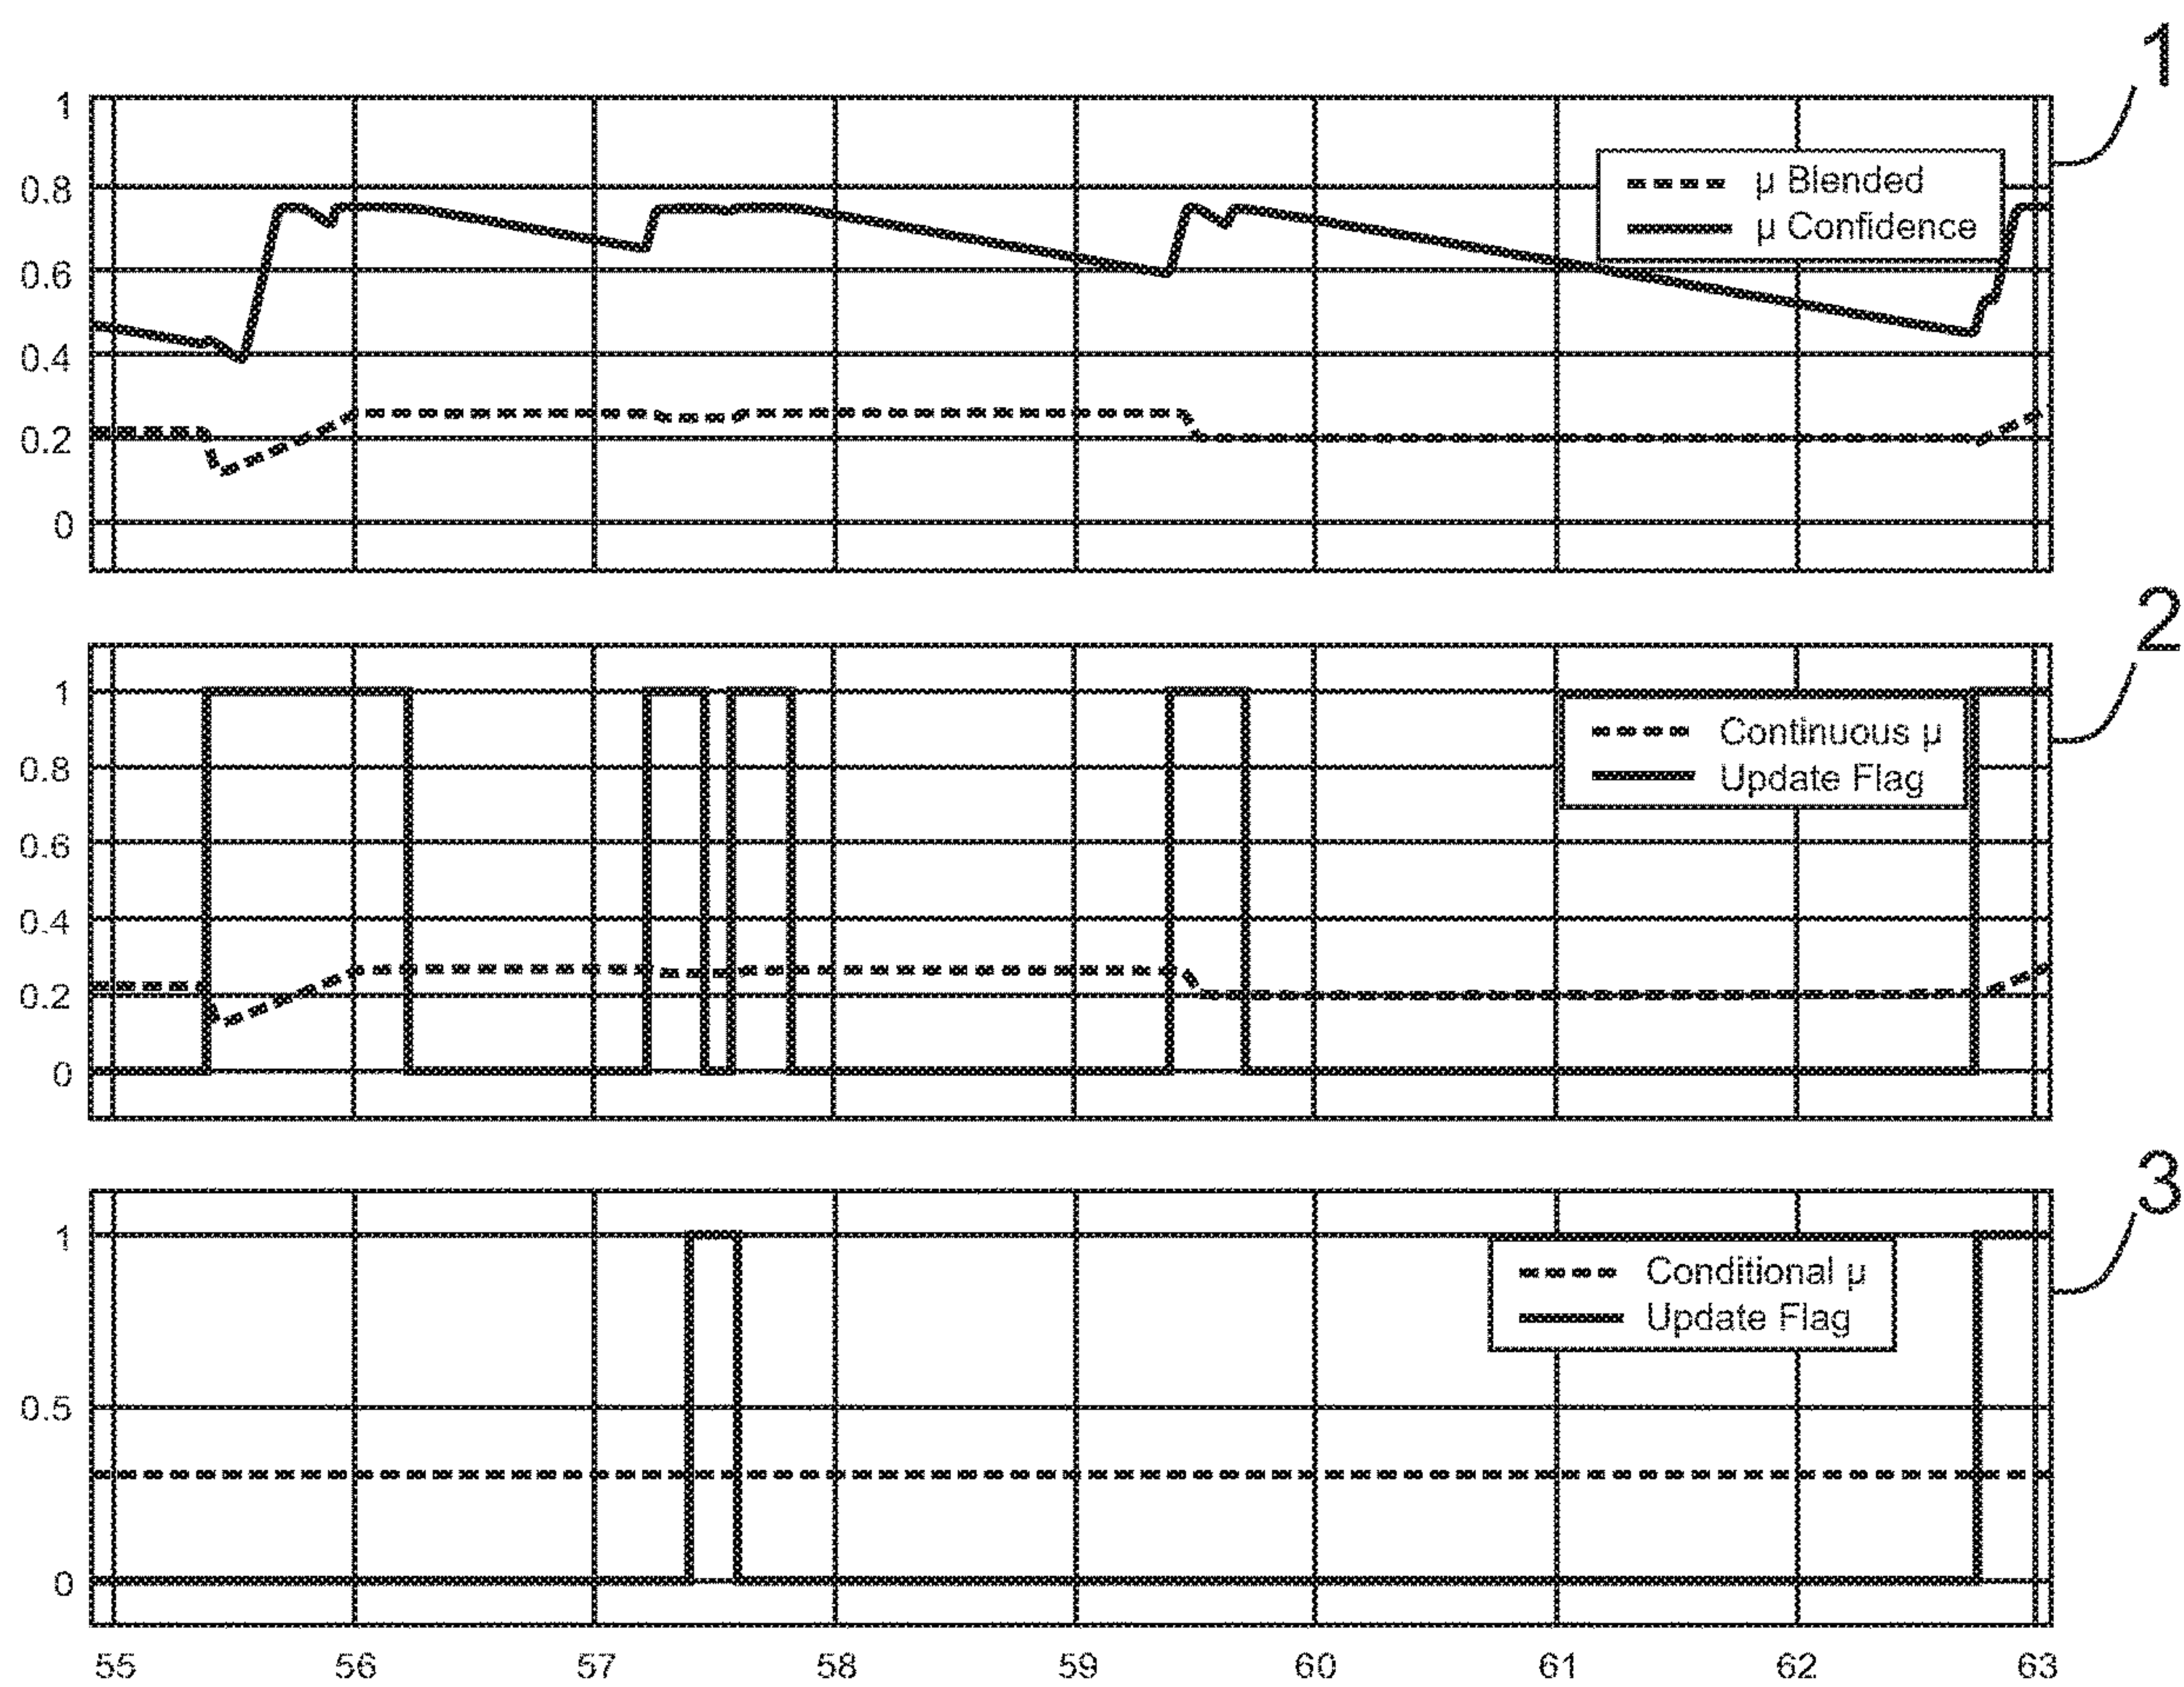 1
1
0.8
μ Blended
μ Confidence
0.6
0.4
0.2
0
2
1
Continuous μ
Update Flag
0.8
0.6
0.4
0.2
0
3
1
Conditional μ
Update Flag
0.5
0
55 56 57 58 59 60 61 62 63